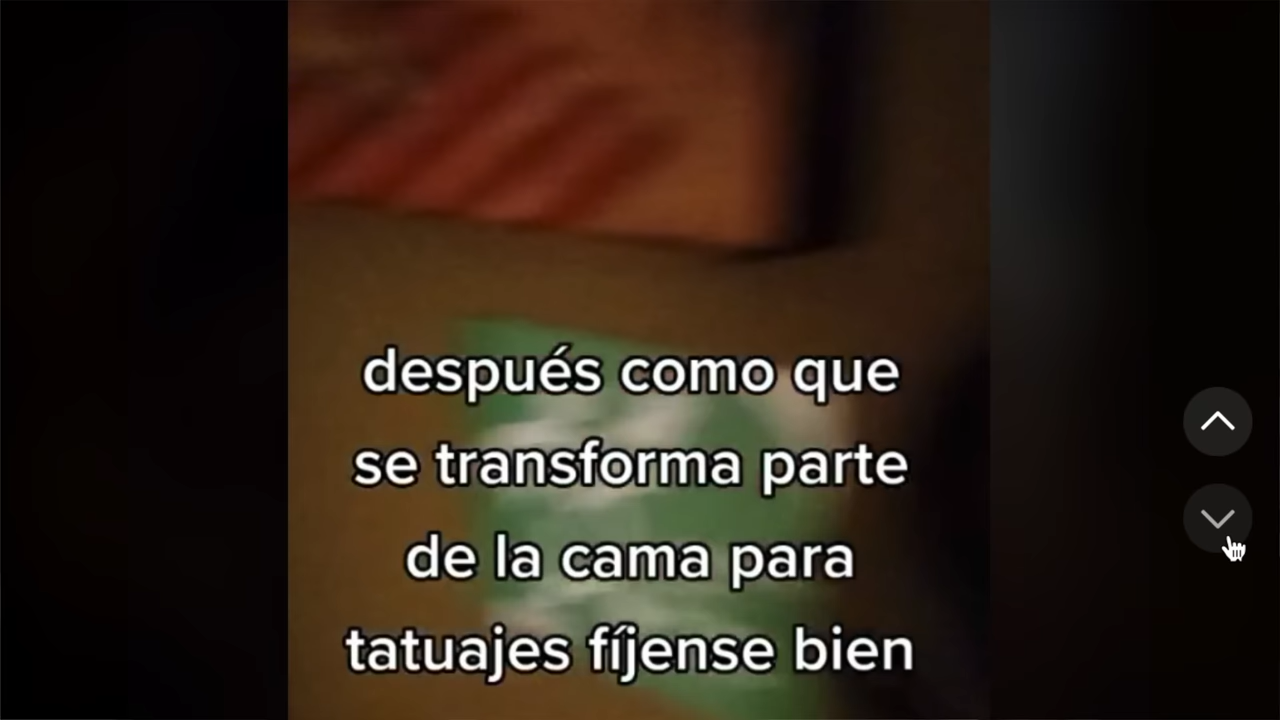 después como que
se transforma parte
de la cama para
tatuajes fíjense bien